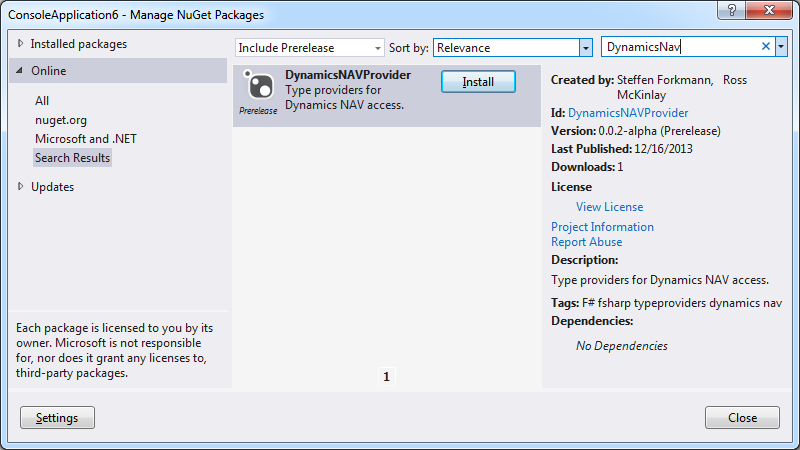 ConsoleApplication6 - Manage NuGet Packages
Installed packages
Online
All
nuget.org
Microsoft and .NET
Search Results
Updates
Each package is licensed to you by its
owner. Microsoft is not responsible
for, nor does it grant any licenses to,
third-party packages.
Include Prerelease
Sort by:
Relevance
DynamicsNav
DynamicsNAVProvider
Type providers for
Dynamics NAV access.
Prerelease
Install
1
Created by: Steffen Forkmann, Ross
McKinlay
Id: DynamicsNAVProvider
Version: 0.0.2-alpha (Prerelease)
Last Published: 12/16/2013
Downloads: 1
License
View License
Project Information
Report Abuse
Description:
Type providers for Dynamics NAV access.
Tags: F# fsharp typeproviders dynamics nav
Dependencies:
No Dependencies
Settings
Close